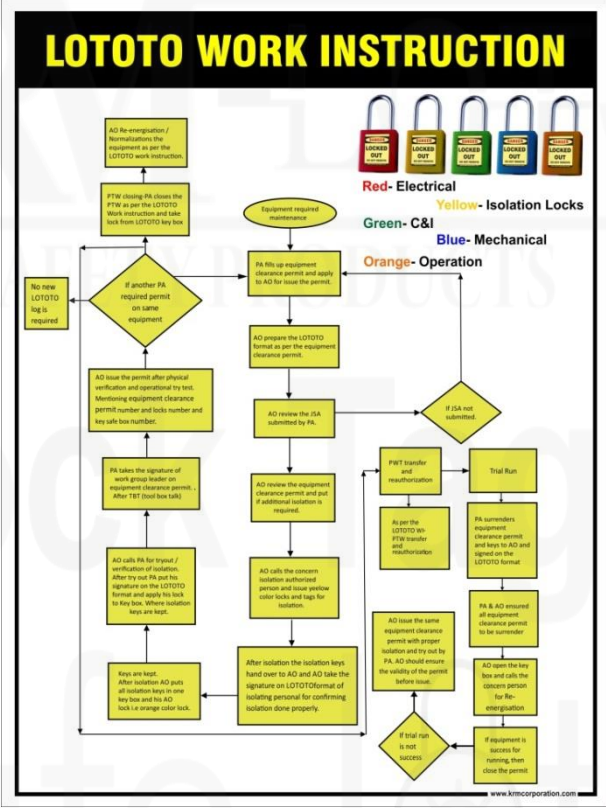 LOTOTO WORK INSTRUCTION
DANGER
LOCKED
OUT
DANGER
LOCKED
OUT
DANGER
LOCKED
OUT
DANGER
LOCKED
OUT
DANGER
LOCKED
OUT
Red- Electrical
Yellow- Isolation Locks
Green- C&I
Blue- Mechanical
Orange- Operation
AO Re-energisation /
Normalizations the
equipment as per the
LOTOTO work instruction.
PTW closing-PA closes the
PTW as per the LOTOTO
Work instruction and take
lock from LOTOTO key box
If another PA
required permit
on same
equipment
No new
LOTOTO
log is
required
AO issue the permit after physical
verification and operational try test.
Mentioning equipment clearance
permit number and locks number and
key safe box number.
PA takes the signature of
work group leader on
equipment clearance permit. ,
After TBT (tool box talk)
AO calls PA for tryout /
verification of isolation.
After try out PA put his
signature on the LOTOTO
format and apply his lock
to Key box. Where isolation
keys are kept.
Keys are kept.
After isolation AO puts
all isolation keys in one
key box and his AO
lock i.e orange color lock.
Equipment required
maintenance
PA fills up equipment
clearance permit and apply
to AO for issue the permit.
AO prepare the LOTOTO
format as per the equipment
clearance permit.
AO review the JSA
submitted by PA.
If JSA not
submitted.
AO review the equipment
clearance permit and put
if additional isolation is
required.
AO calls the concern
isolation authorized
person and issue yeelow
color locks and tags for
isolation.
After isolation the isolation keys
hand over to AO and AO take the
signature on LOTOTOformat of
isolating personal for confirming
isolation done properly.
PWT transfer
and
reauthorization
As per the
LOTOTO WI-
PTW transfer
and
reauthorization
Trial Run
PA surrenders
equipment
clearance permit
and keys to AO and
signed on the
LOTOTO format
PA & AO ensured
all equipment
clearance permit
to be surrender
AO open the key
box and calls the
concern person
for Re-
energisation
If equipment is
success for
running, then
close the permit
If trial run
is not
success
AO issue the same
equipment clearance
permit with proper
isolation and try out by
PA. AO should ensure
the validity of the permit
before issue.
www.krmcorporation.com